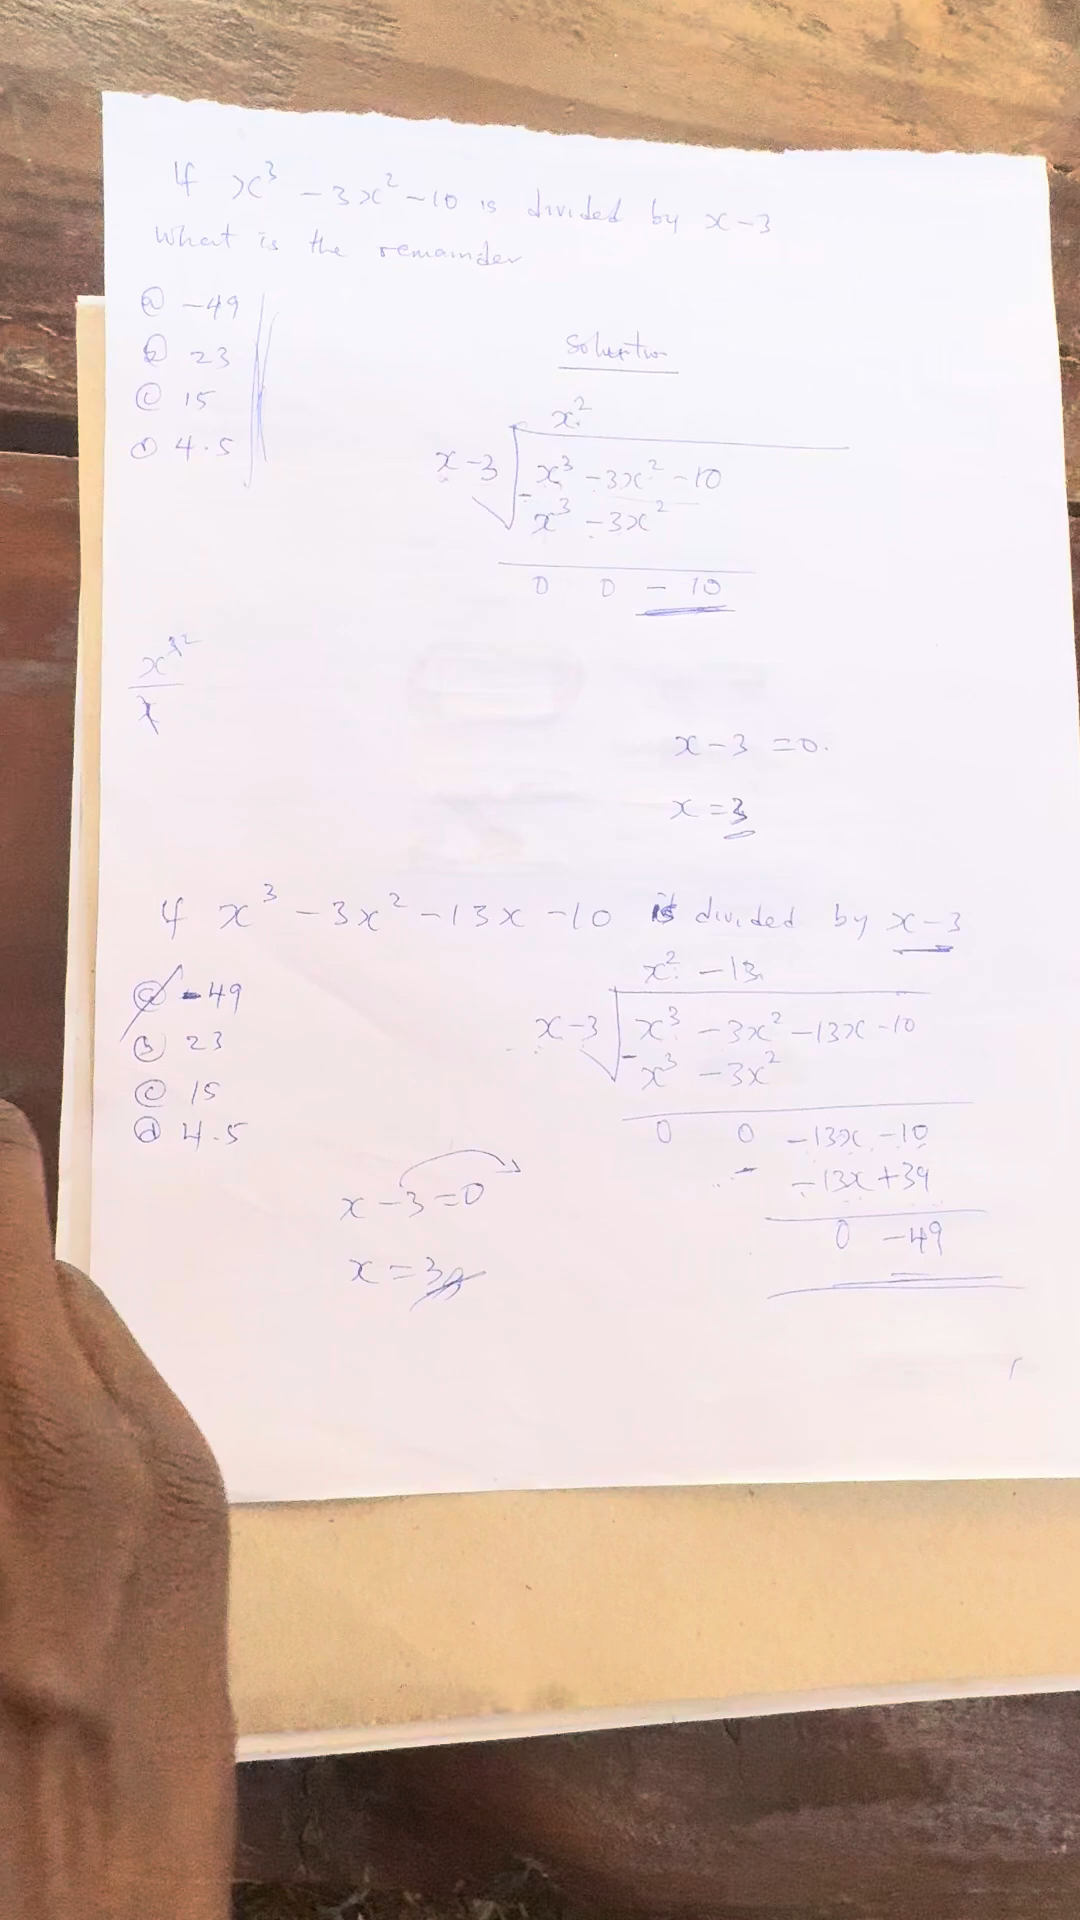 If x³ - 3x² - 10 is divided by x - 3
What is the remainder
ⓐ -49
ⓑ 23
ⓒ 15
ⓓ 4.5
Solution
x²
x - 3 | x³ - 3x² - 10
- x³ - 3x²
0 0 - 10
x³²
x
x - 3 = 0.
x = 3
If x³ - 3x² - 13x - 10 is divided by x - 3
ⓐ -49
ⓑ 23
ⓒ 15
ⓓ 4.5
x² - 13
x - 3 | x³ - 3x² - 13x - 10
- x³ - 3x²
0 0 - 13x - 10
- - 13x + 39
0 - 49
x - 3 = 0
x = 3